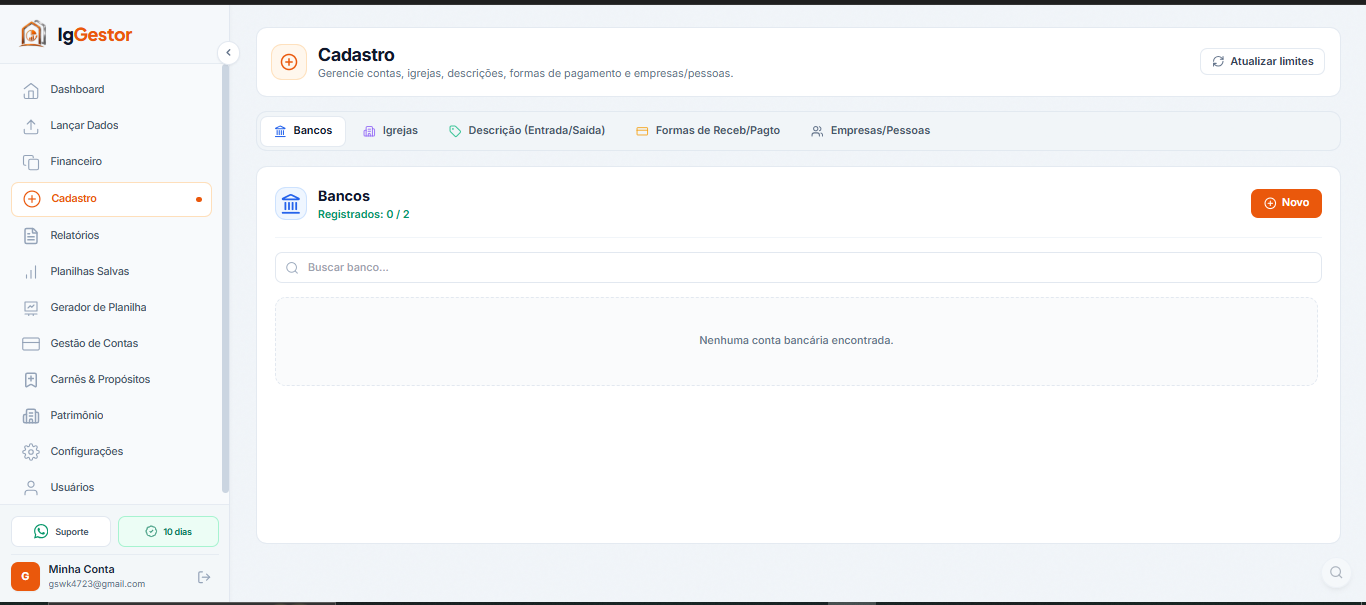 IgGestor
Dashboard
Lançar Dados
Financeiro
Cadastro
Relatórios
Planilhas Salvas
Gerador de Planilha
Gestão de Contas
Carnês & Propósitos
Patrimônio
Configurações
Usuários
Suporte
10 dias
G
Minha Conta
gswk4723@gmail.com
Cadastro
Gerencie contas, igrejas, descrições, formas de pagamento e empresas/pessoas.
Atualizar limites
Bancos
Igrejas
Descrição (Entrada/Saída)
Formas de Receb/Pagto
Empresas/Pessoas
Bancos
Registrados: 0 / 2
Novo
Buscar banco...
Nenhuma conta bancária encontrada.